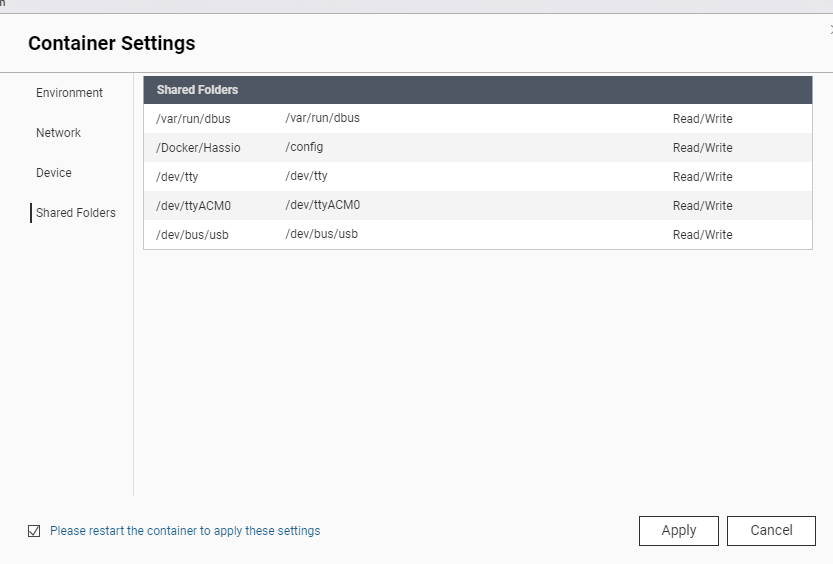 Container Settings
Environment
Network
Device
Shared Folders
Shared Folders
/var/run/dbus /var/run/dbus Read/Write
/Docker/Hassio /config Read/Write
/dev/tty /dev/tty Read/Write
/dev/ttyACM0 /dev/ttyACM0 Read/Write
/dev/bus/usb /dev/bus/usb Read/Write
Please restart the container to apply these settings
Apply Cancel